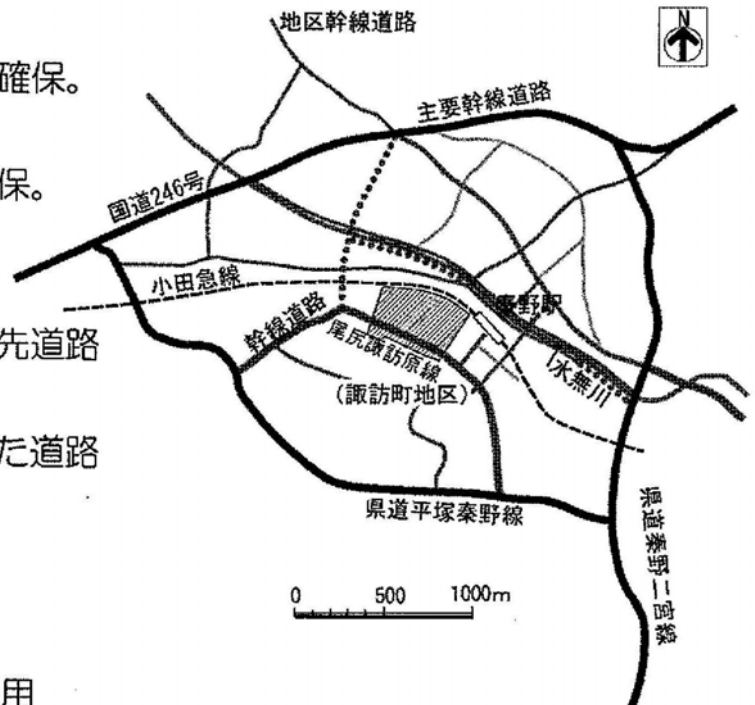 地区幹線道路
N
確保。
主要幹線道路
保。
国道246号
小田急線
秦野駅
幹線道路
先道路
尾尻諏訪原線
水無川
(諏訪町地区)
た道路
県道平塚秦野線
県道秦野二宮線
0 500 1000m
用